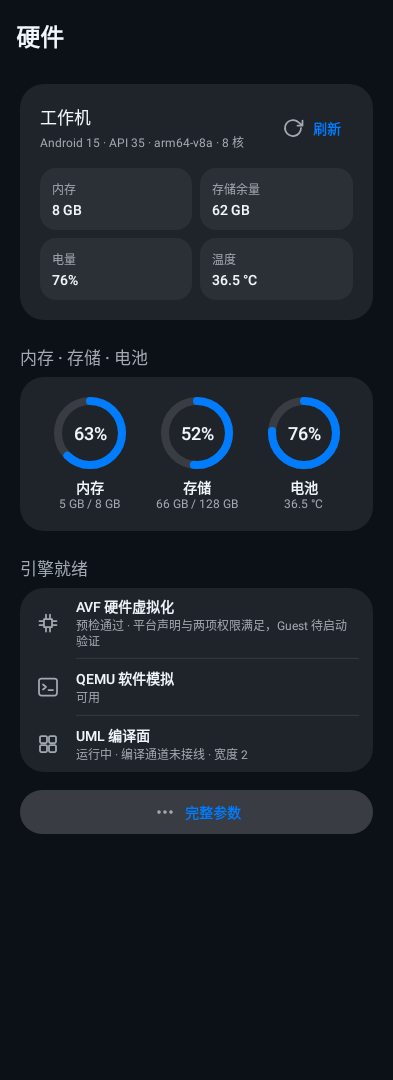 硬件
工作机
Android 15 · API 35 · arm64-v8a · 8 核
刷新
内存
8 GB
存储余量
62 GB
电量
76%
温度
36.5 °C
内存 · 存储 · 电池
63%
内存
5 GB / 8 GB
52%
存储
66 GB / 128 GB
76%
电池
36.5 °C
引擎就绪
AVF 硬件虚拟化
预检通过 · 平台声明与两项权限满足，Guest 待启动
验证
QEMU 软件模拟
可用
UML 编译面
运行中 · 编译通道未接线 · 宽度 2
完整参数